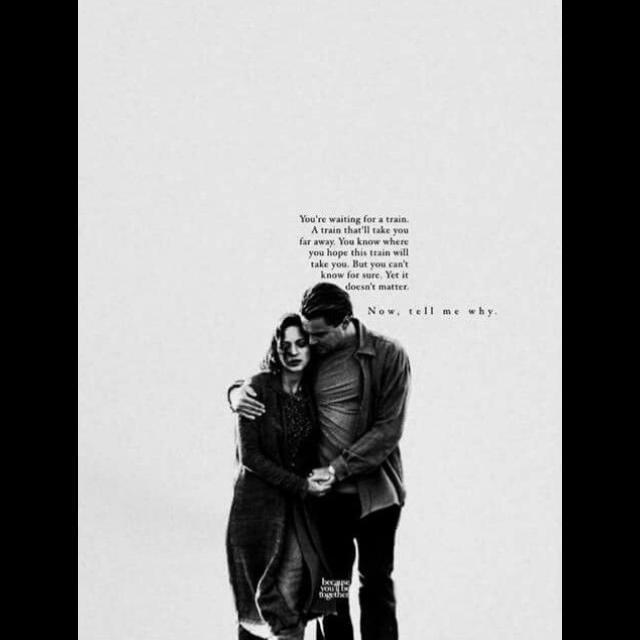 You're waiting for a train.
A train that'll take you
far away. You know where
you hope this train will
take you. But you can't
know for sure. Yet it
doesn't matter.
Now, tell me why.
because
you'll be
together